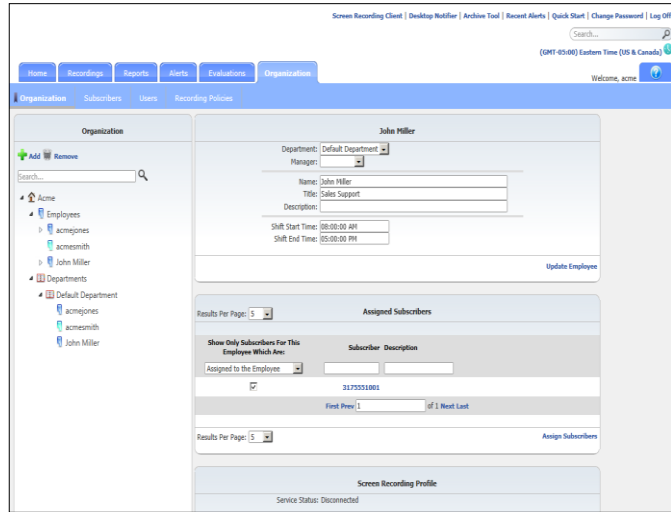 Screen Recording Client | Desktop Notifier | Archive Tool | Recent Alerts | Quick Start | Change Password | Log Off
Search...
(GMT-05:00) Eastern Time (US & Canada)
Home Recordings Reports Alerts Evaluations Organization
Welcome, acme
Organization Subscribers Users Recording Policies
Organization
Add Remove
Search...
Acme
Employees
acmejones
acmesmith
John Miller
Departments
Default Department
acmejones
acmesmith
John Miller
John Miller
Department: Default Department
Manager:
Name: John Miller
Title: Sales Support
Description:
Shift Start Time: 08:00:00 AM
Shift End Time: 05:00:00 PM
Update Employee
Results Per Page: 5 Assigned Subscribers
Show Only Subscribers For This
Employee Which Are:
Subscriber Description
Assigned to the Employee
3175551001
First Prev 1 of 1 Next Last
Results Per Page: 5 Assign Subscribers
Screen Recording Profile
Service Status: Disconnected